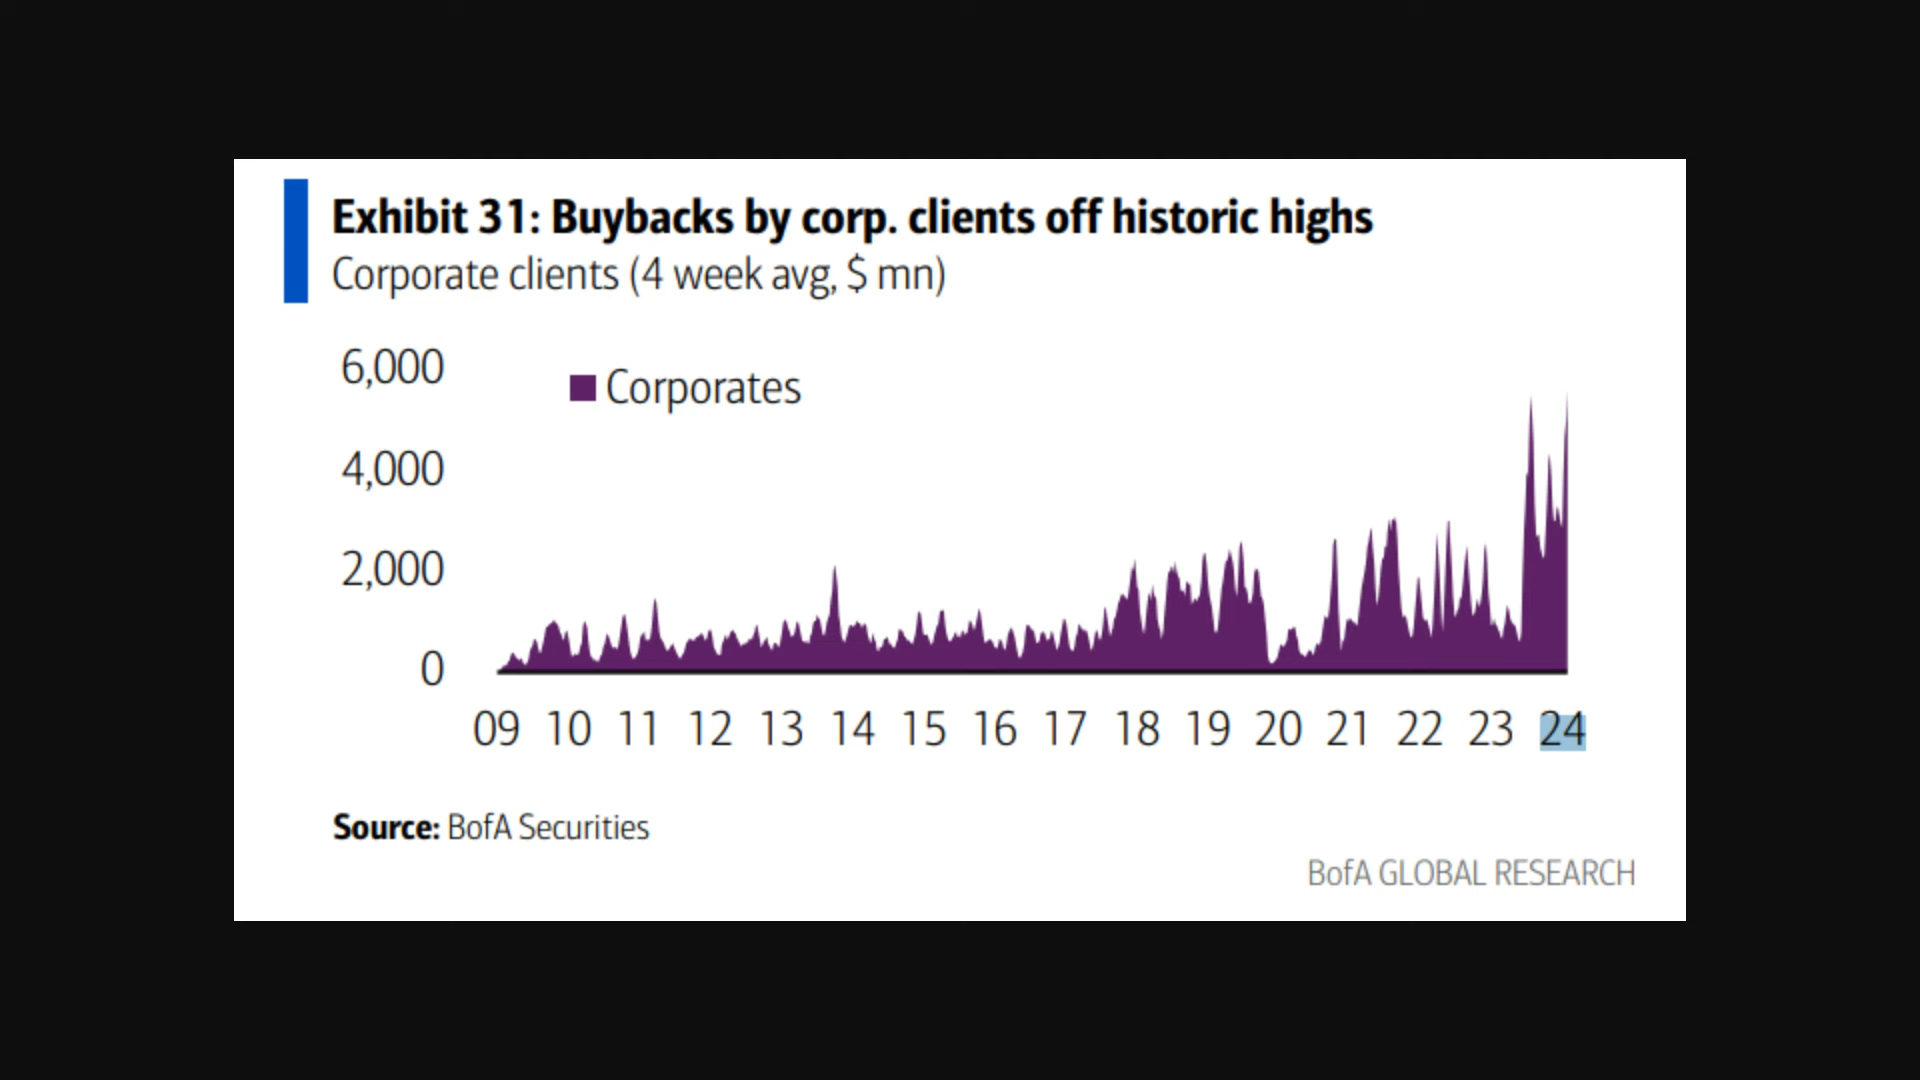 Exhibit 31: Buybacks by corp. clients off historic highs
Corporate clients (4 week avg, $ mn)
6,000
Corporates
4,000
2,000
0
09 10 11 12 13 14 15 16 17 18 19 20 21 22 23 24
Source: BofA Securities
BofA GLOBAL RESEARCH